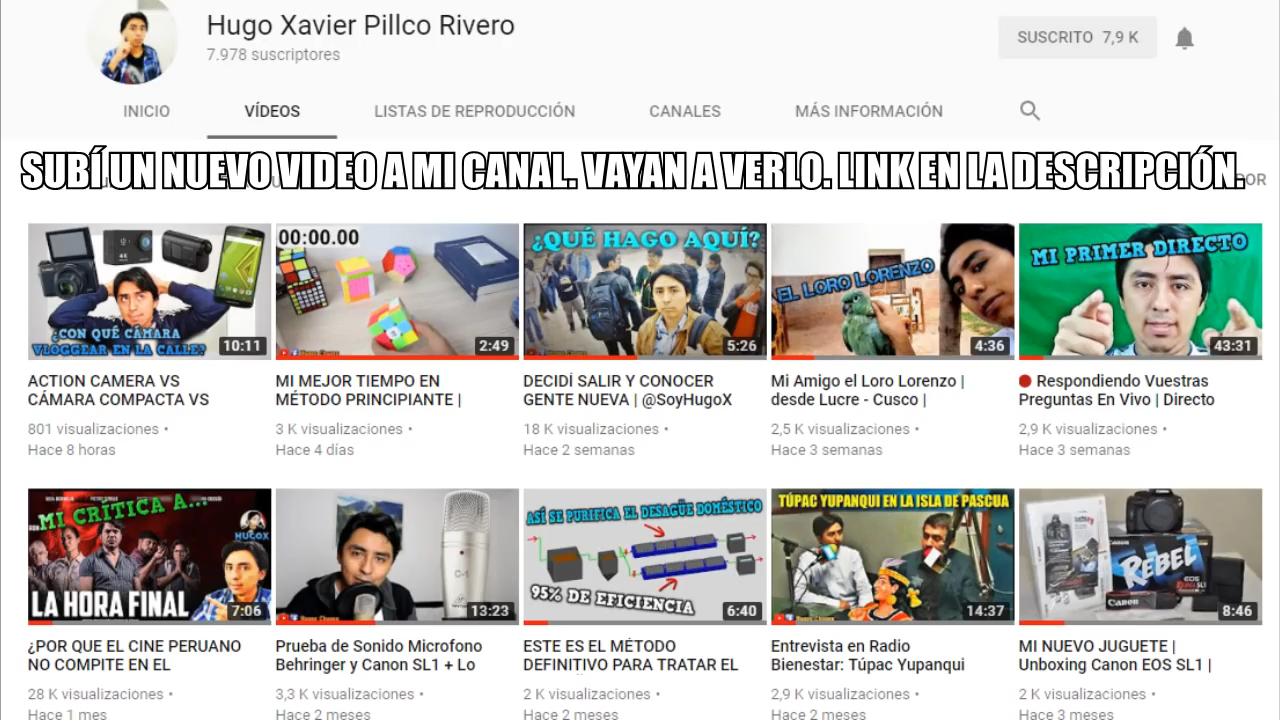 Hugo Xavier Pillco Rivero
7.978 suscriptores
SUSCRITO 7,9 K
INICIO
VÍDEOS
LISTAS DE REPRODUCCIÓN
CANALES
MÁS INFORMACIÓN
SUBÍ UN NUEVO VIDEO A MI CANAL. VAYAN A VERLO. LINK EN LA DESCRIPCIÓN.
¿CON QUÉ CÁMARA
VLOGGEAR EN LA CALLE?
10:11
00:00.00
2:49
¿QUÉ HAGO AQUÍ?
5:26
EL LORO LORENZO
4:36
MI PRIMER DIRECTO
43:31
ACTION CAMERA VS
CÁMARA COMPACTA VS
801 visualizaciones •
Hace 8 horas
MI MEJOR TIEMPO EN
MÉTODO PRINCIPIANTE |
3 K visualizaciones •
Hace 4 días
DECIDÍ SALIR Y CONOCER
GENTE NUEVA | @SoyHugoX
18 K visualizaciones •
Hace 2 semanas
Mi Amigo el Loro Lorenzo |
desde Lucre - Cusco |
2,5 K visualizaciones •
Hace 3 semanas
Respondiendo Vuestras
Preguntas En Vivo | Directo
2,9 K visualizaciones •
Hace 3 semanas
MI CRÍTICA A...
HUGOX
LA HORA FINAL
7:06
C-1
13:23
ASÍ SE PURIFICA EL DESAGÜE DOMÉSTICO
95% DE EFICIENCIA
6:40
TÚPAC YUPANQUI EN LA ISLA DE PASCUA
14:37
Canon
REBEL
EOS
SL1
Canon
8:46
¿POR QUE EL CINE PERUANO
NO COMPITE EN EL
28 K visualizaciones •
Hace 1 mes
Prueba de Sonido Microfono
Behringer y Canon SL1 + Lo
3,3 K visualizaciones •
Hace 2 meses
ESTE ES EL MÉTODO
DEFINITIVO PARA TRATAR EL
2 K visualizaciones •
Hace 2 meses
Entrevista en Radio
Bienestar: Túpac Yupanqui
2,9 K visualizaciones •
Hace 2 meses
MI NUEVO JUGUETE |
Unboxing Canon EOS SL1 |
2 K visualizaciones •
Hace 3 meses